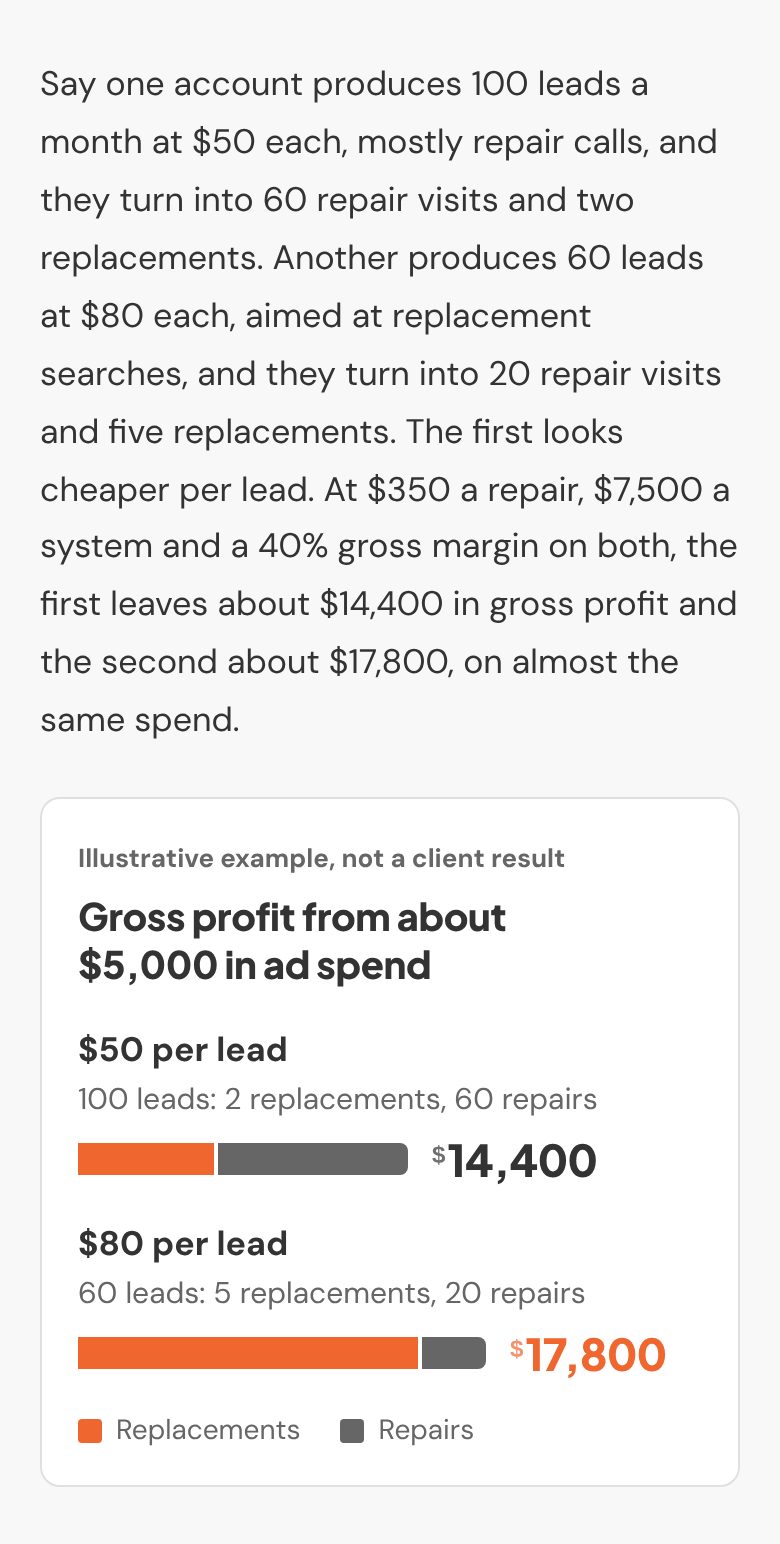 Say one account produces 100 leads a
month at $50 each, mostly repair calls, and
they turn into 60 repair visits and two
replacements. Another produces 60 leads
at $80 each, aimed at replacement
searches, and they turn into 20 repair visits
and five replacements. The first looks
cheaper per lead. At $350 a repair, $7,500 a
system and a 40% gross margin on both, the
first leaves about $14,400 in gross profit and
the second about $17,800, on almost the
same spend.
Illustrative example, not a client result
Gross profit from about
$5,000 in ad spend
$50 per lead
100 leads: 2 replacements, 60 repairs
$14,400
$80 per lead
60 leads: 5 replacements, 20 repairs
$17,800
Replacements Repairs